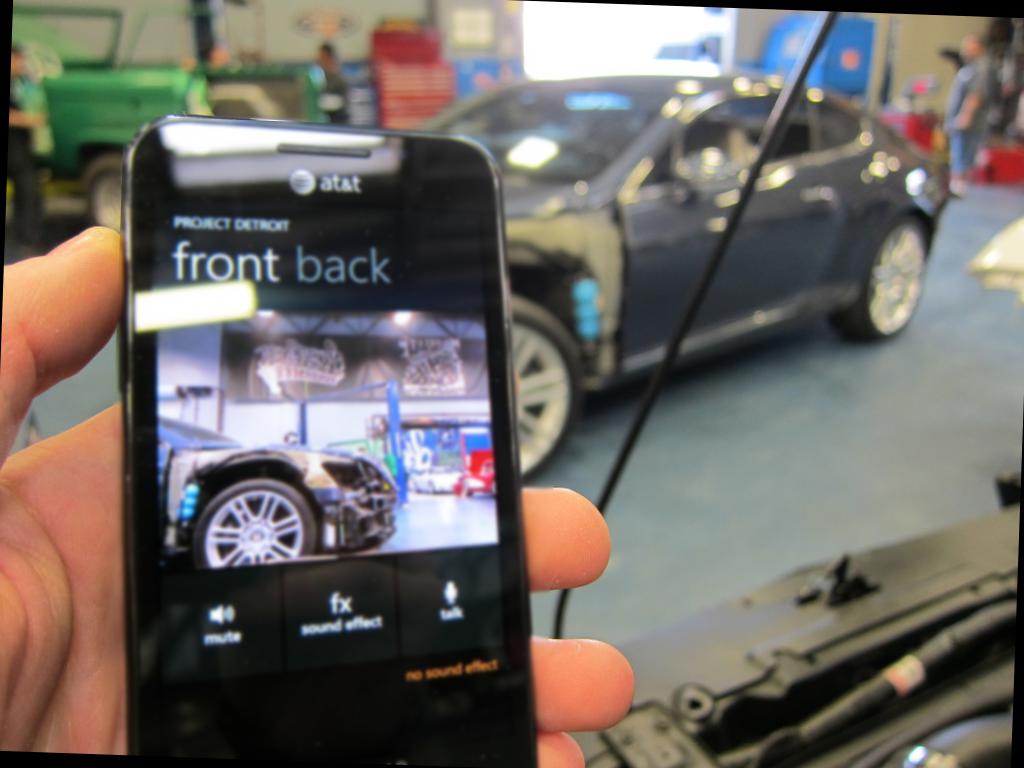 at&t
PROJECT DETROIT
front back
mute
fx
sound effect
talk
no sound effect